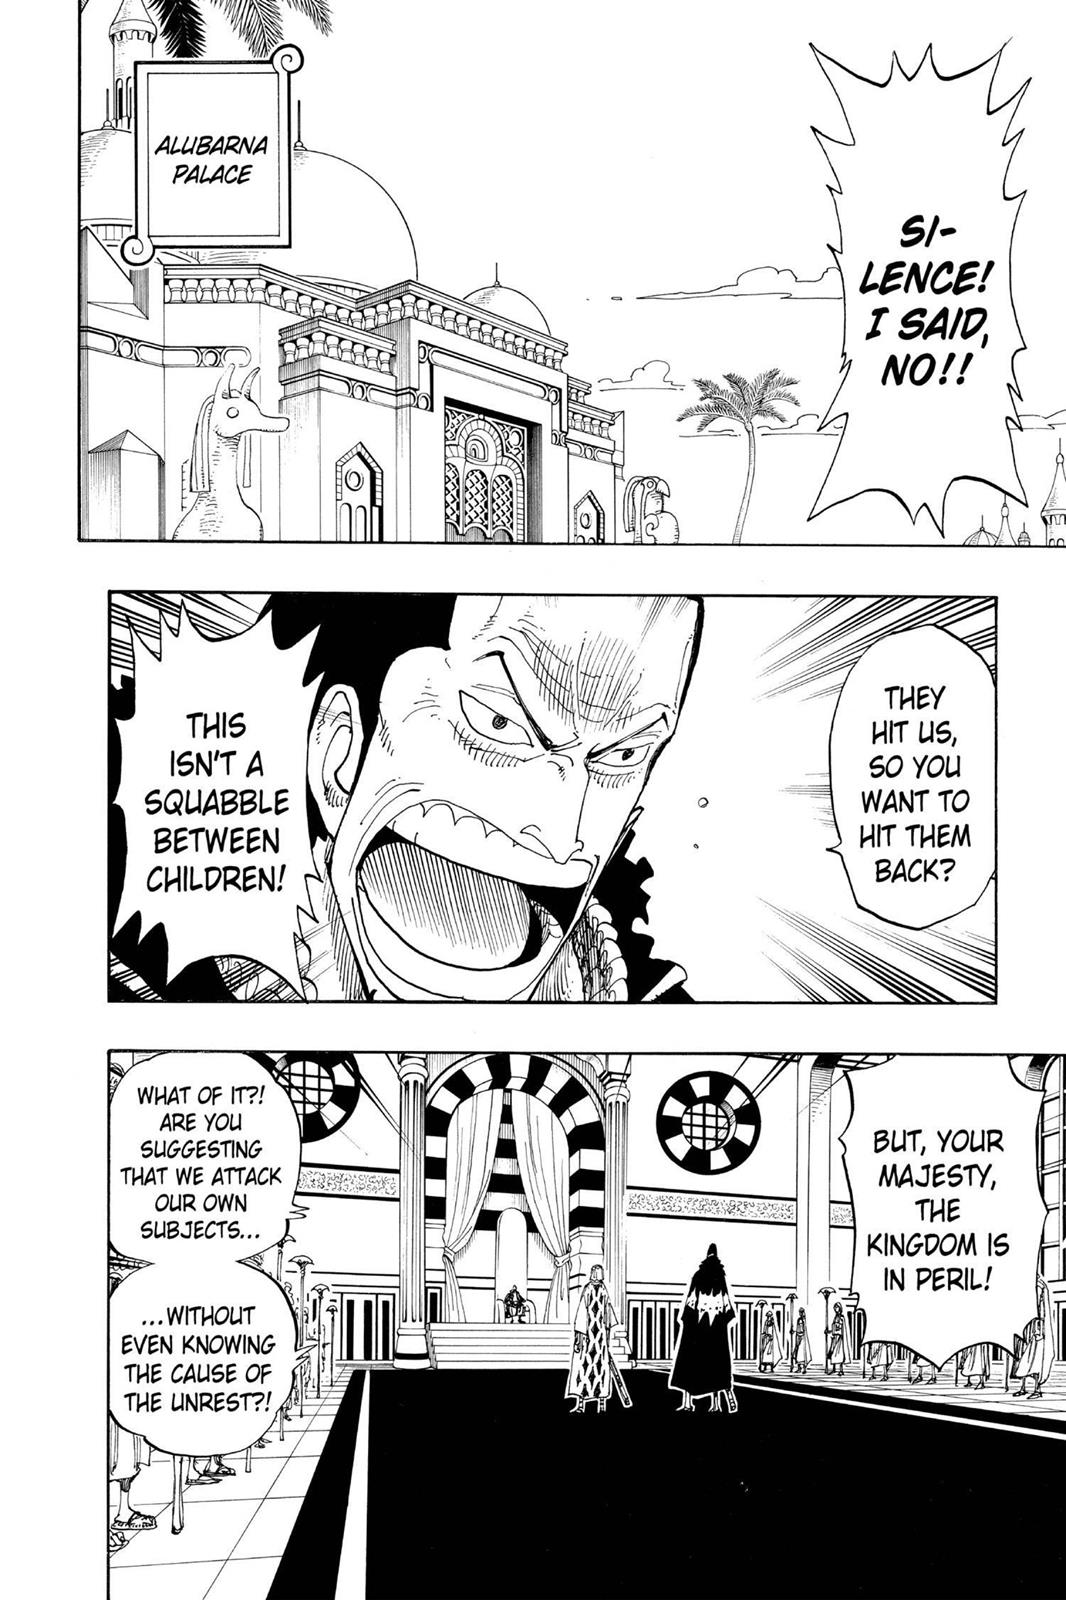 SI-
LENCE!
I SAID,
NO!!
ALUBARNA
PALACE
THEY
HIT US,
SO YOU
WANT TO
HIT THEM
BACK?
THIS
ISN'T A
SQUABBLE
BETWEEN
CHILDREN!
BUT, YOUR
MAJESTY,
THE
KINGDOM IS
IN PERIL!
WHAT OF IT?!
ARE YOU
SUGGESTING
THAT WE ATTACK
OUR OWN
SUBJECTS...
...WITHOUT
EVEN KNOWING
THE CAUSE OF
THE UNREST?!